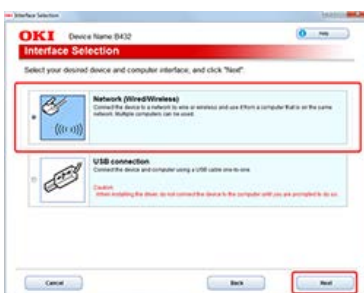 Interface Selection
OKI Device Name B432
Help
Interface Selection
Select your desired device and computer interface, and click "Next".
Network (Wired/Wireless)
Connect the device to a network by wire or wireless and use it from a computer that is on the same
network. Multiple computers can be used.
USB connection
Connect the device and computer using a USB cable one-to-one.
Caution
When installing the driver, do not connect the device to the computer until you are prompted to do so.
Cancel
Back
Next